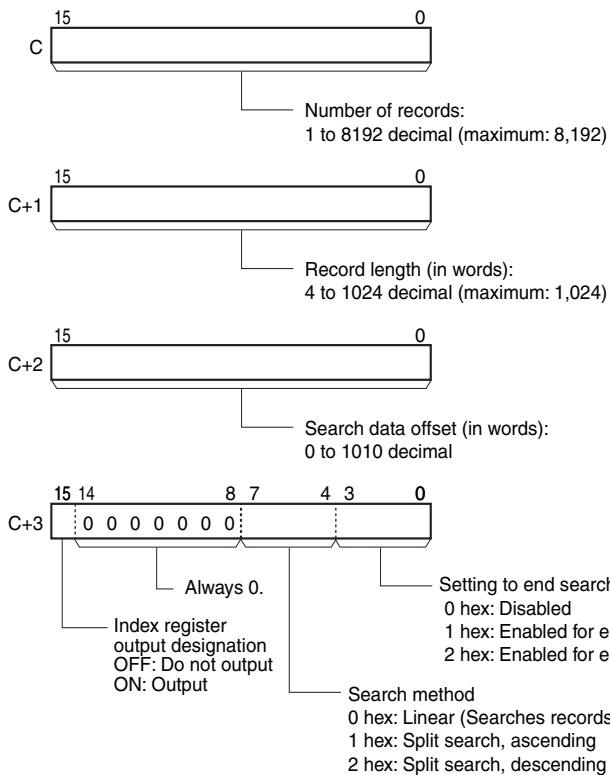 15 0
C
Number of records:
1 to 8192 decimal (maximum: 8,192)
15 0
C+1
Record length (in words):
4 to 1024 decimal (maximum: 1,024)
15 0
C+2
Search data offset (in words):
0 to 1010 decimal
15 14 8 7 4 3 0
C+3 0 0 0 0 0 0 0
Always 0.
Setting to end search
0 hex: Disabled
1 hex: Enabled for e
2 hex: Enabled for e
Index register
output designation
OFF: Do not output
ON: Output
Search method
0 hex: Linear (Searches records
1 hex: Split search, ascending
2 hex: Split search, descending